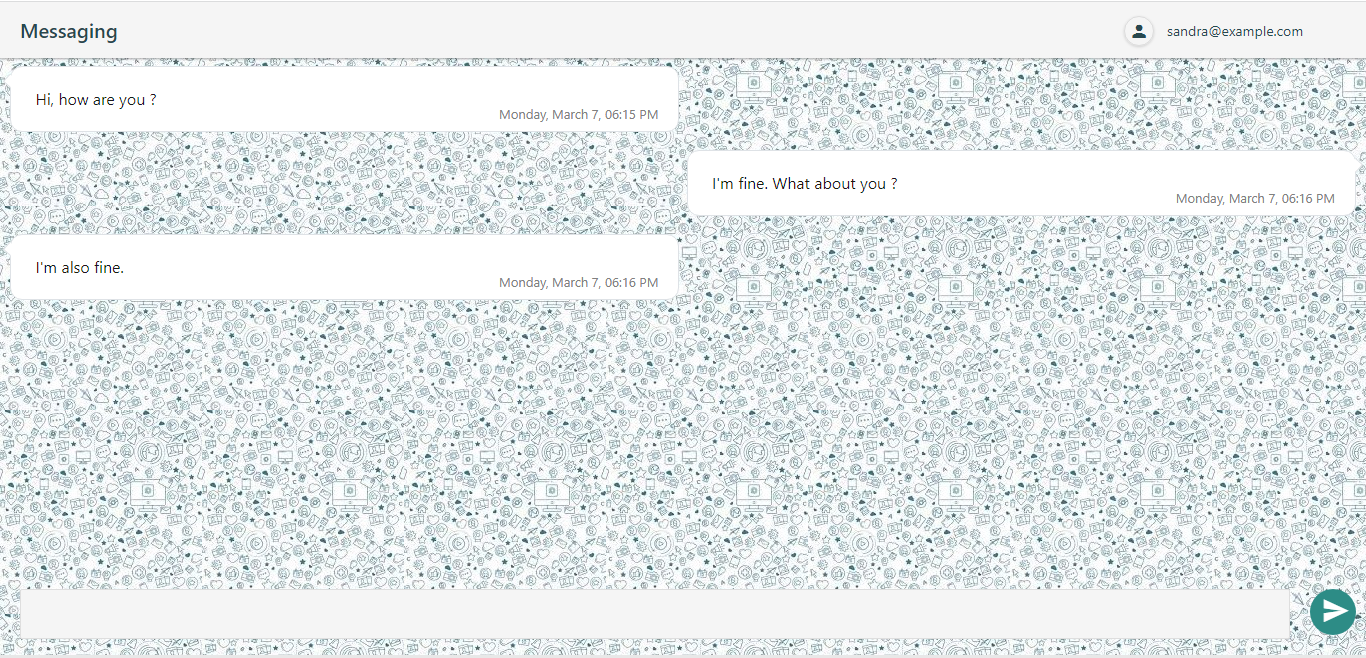 Messaging
sandra@example.com
Hi, how are you ?
Monday, March 7, 06:15 PM
I'm fine. What about you ?
Monday, March 7, 06:16 PM
I'm also fine.
Monday, March 7, 06:16 PM